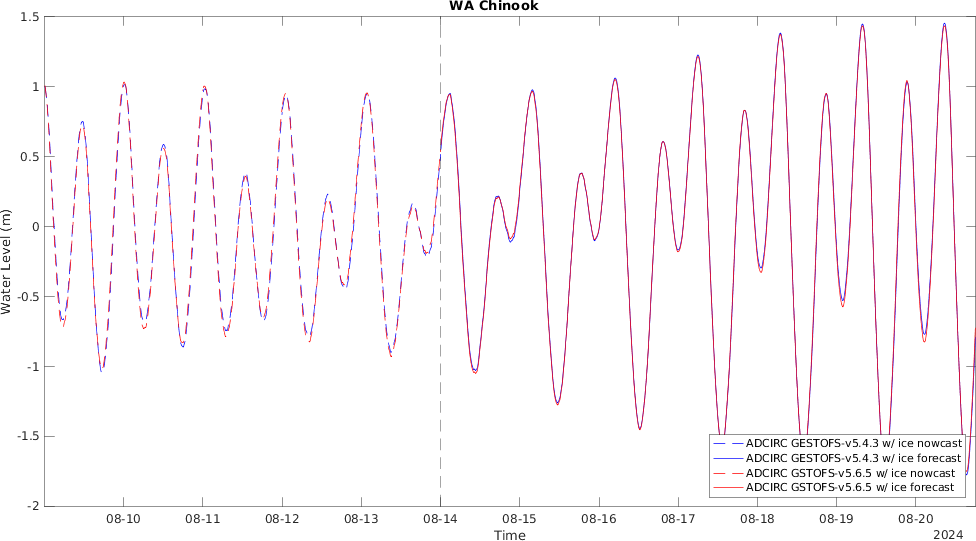 WA Chinook
1.5
1
0.5
0
-0.5
-1
-1.5
-2
Water Level (m)
08-10 08-11 08-12 08-13 08-14 08-15 08-16 08-17 08-18 08-19 08-20
Time
2024
ADCIRC GESTOFS-v5.4.3 w/ ice nowcast
ADCIRC GESTOFS-v5.4.3 w/ ice forecast
ADCIRC GSTOFS-v5.6.5 w/ ice nowcast
ADCIRC GSTOFS-v5.6.5 w/ ice forecast